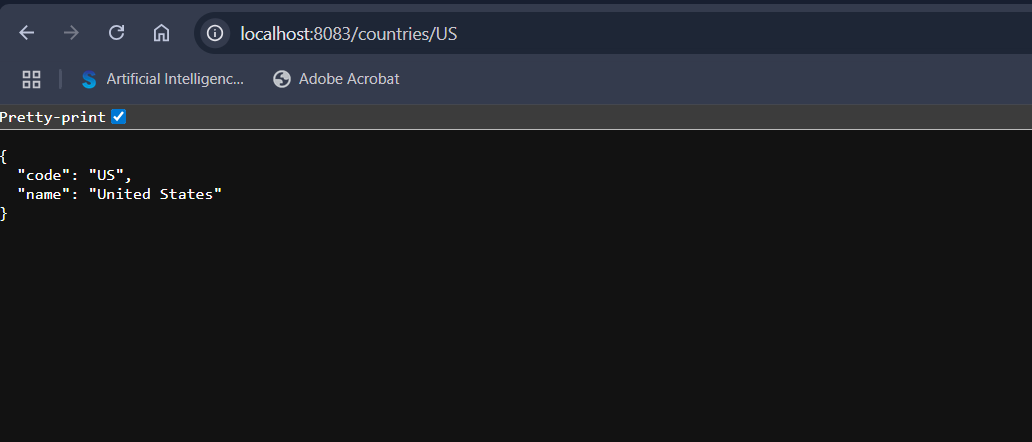 localhost:8083/countries/US
Artificial Intelligenc... Adobe Acrobat
Pretty-print
{
  "code": "US",
  "name": "United States"
}